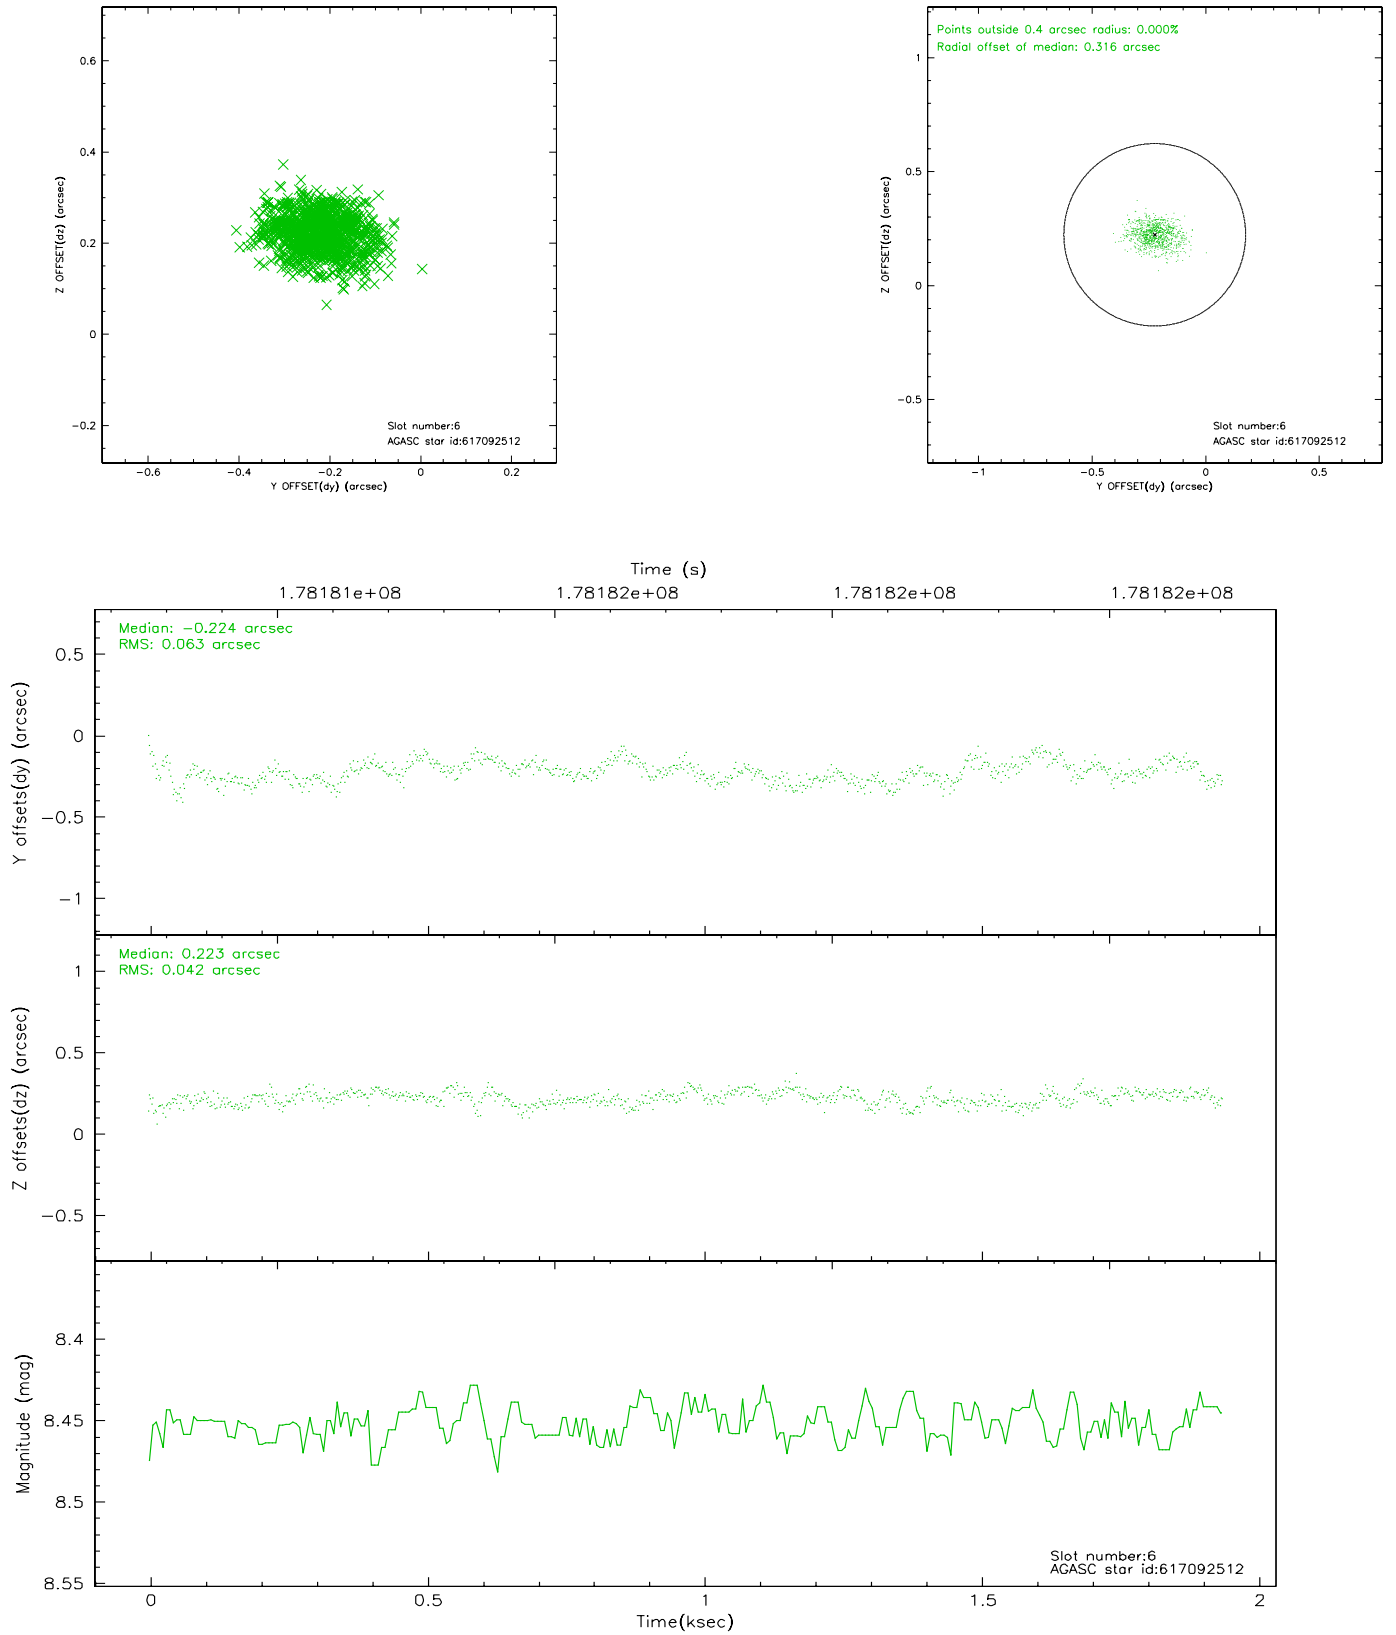 0.6
0.4
0.2
0
−0.2
Z OFFSET(dz) (arcsec)
−0.6 −0.4 −0.2 0 0.2
Y OFFSET(dy) (arcsec)
Slot number:6
AGASC star id:617092512
Points outside 0.4 arcsec radius: 0.000%
Radial offset of median: 0.316 arcsec
1
0.5
0
−0.5
Z OFFSET(dz) (arcsec)
−1 −0.5 0 0.5
Y OFFSET(dy) (arcsec)
Slot number:6
AGASC star id:617092512
Time (s)
1.78181e+08 1.78182e+08 1.78182e+08 1.78182e+08
Median: −0.224 arcsec
RMS: 0.063 arcsec
0.5
0
−0.5
−1
Y offsets(dy) (arcsec)
Median: 0.223 arcsec
RMS: 0.042 arcsec
1
0.5
0
−0.5
Z offsets(dz) (arcsec)
8.4
8.45
8.5
8.55
Magnitude (mag)
Slot number:6
AGASC star id:617092512
0 0.5 1 1.5 2
Time(ksec)